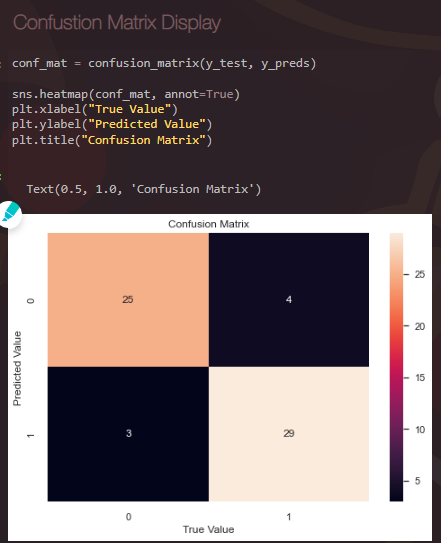 Confustion Matrix Display
conf_mat = confusion_matrix(y_test, y_preds)
sns.heatmap(conf_mat, annot=True)
plt.xlabel("True Value")
plt.ylabel("Predicted Value")
plt.title("Confusion Matrix")
Text(0.5, 1.0, 'Confusion Matrix')
Confusion Matrix
Predicted Value
0
1
25
4
3
29
0
1
True Value
25
20
15
10
5